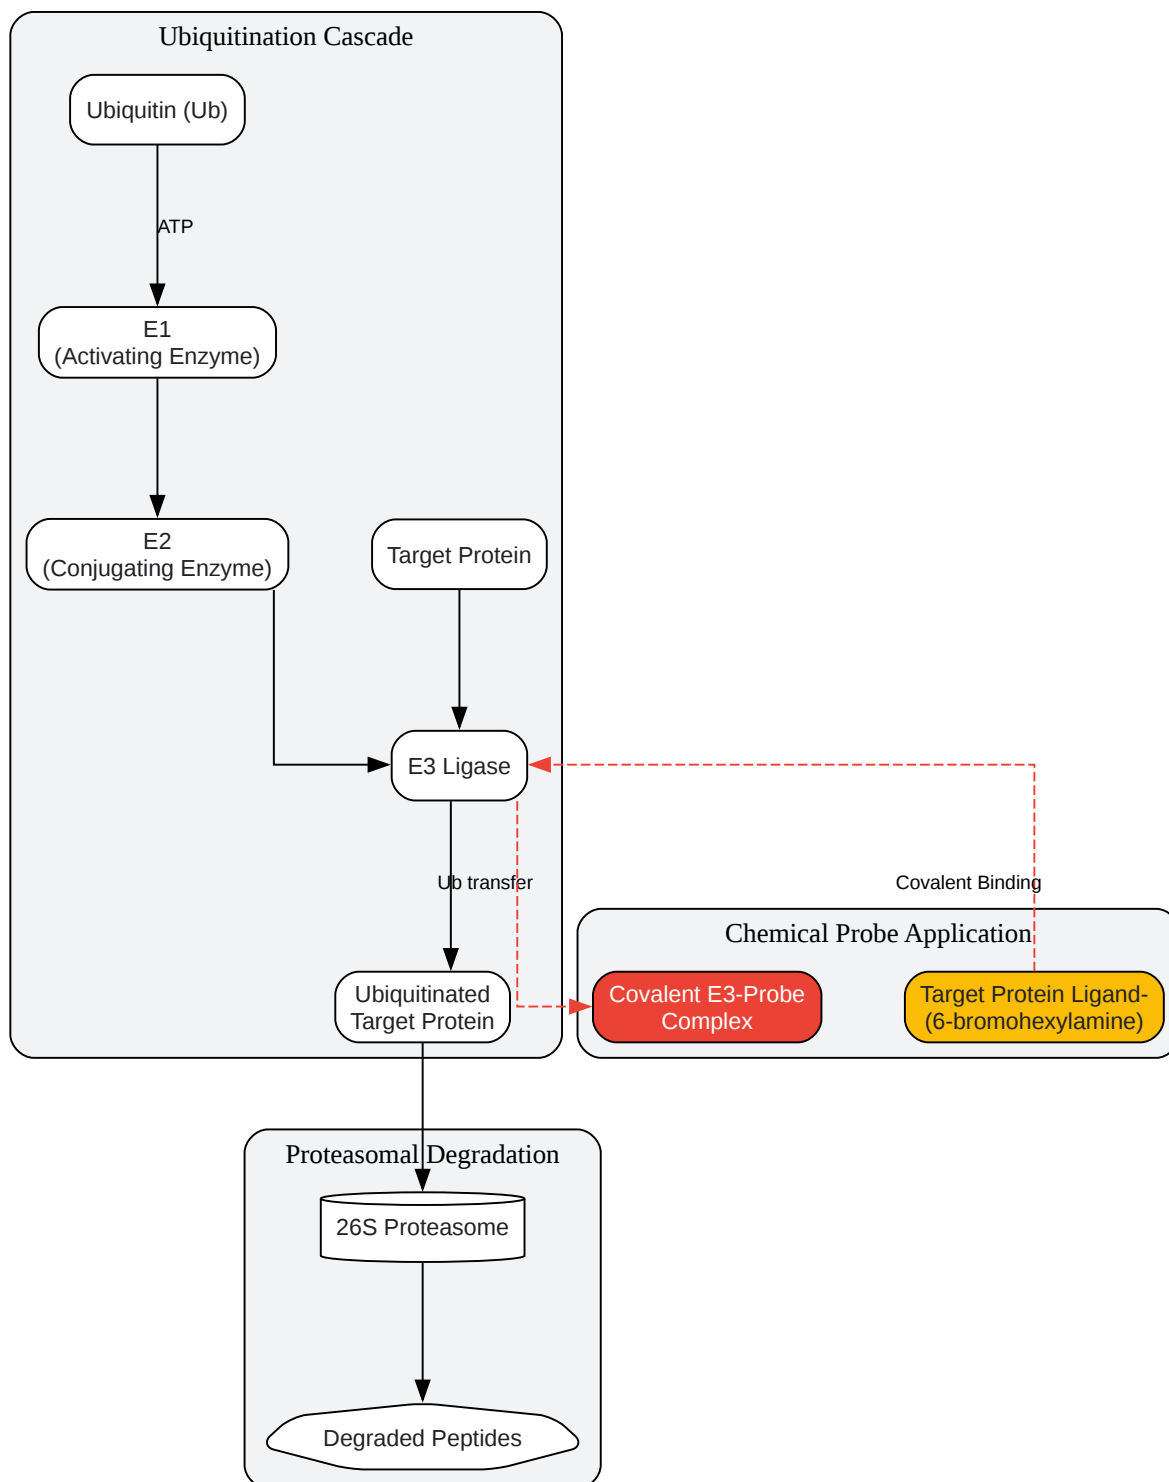 Ubiquitination Cascade
Ubiquitin (Ub)
ATP
E1
(Activating Enzyme)
E2
(Conjugating Enzyme)
Target Protein
E3 Ligase
Ub transfer
Covalent Binding
Chemical Probe Application
Ubiquitinated
Target Protein
Covalent E3-Probe
Complex
Target Protein Ligand-
(6-bromohexylamine)
Proteasomal Degradation
26S Proteasome
Degraded Peptides